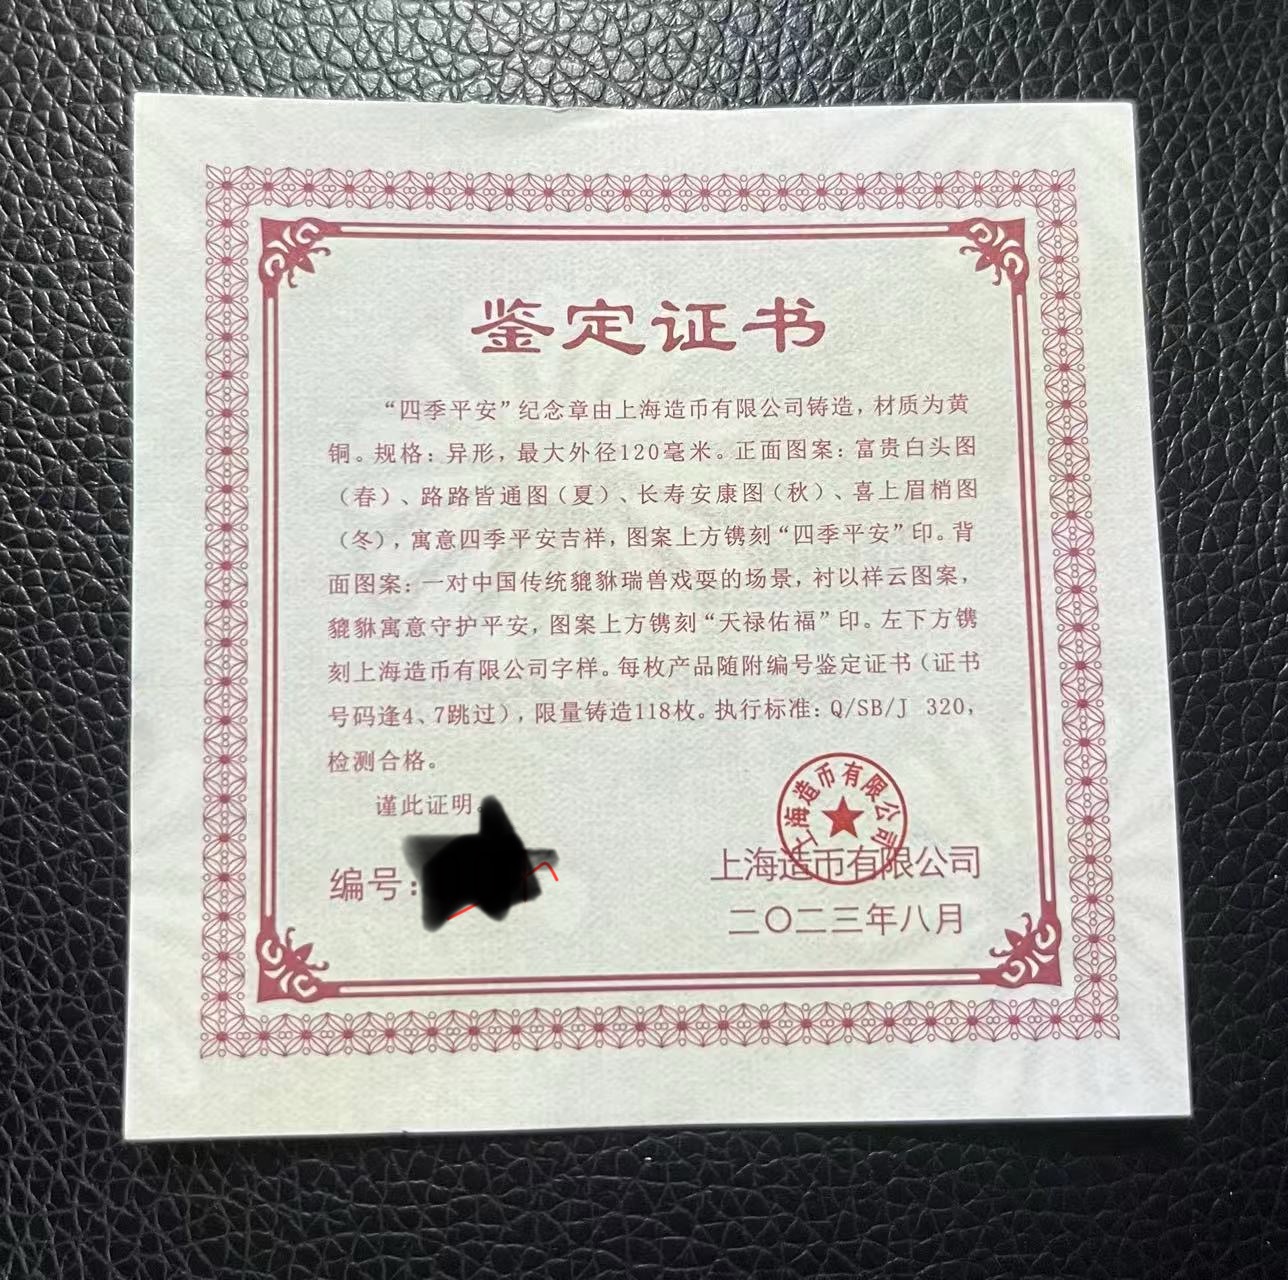 鉴定证书
“四季平安”纪念章由上海造币有限公司铸造，材质为黄
铜。规格：异形，最大外径120毫米。正面图案：富贵白头图
（春）、路路皆通图（夏）、长寿安康图（秋）、喜上眉梢图
（冬），寓意四季平安吉祥，图案上方镌刻“四季平安”印。背
面图案：一对中国传统貔貅瑞兽戏耍的场景，衬以祥云图案，
貔貅寓意守护平安，图案上方镌刻“天禄佑福”印。左下方镌
刻上海造币有限公司字样。每枚产品随附编号鉴定证书（证书
号码逢4、7跳过），限量铸造118枚。执行标准：Q/SB/J 320，
检测合格。
谨此证明。
上海造币有限公司
编号：
上海造币有限公司
二〇二三年八月